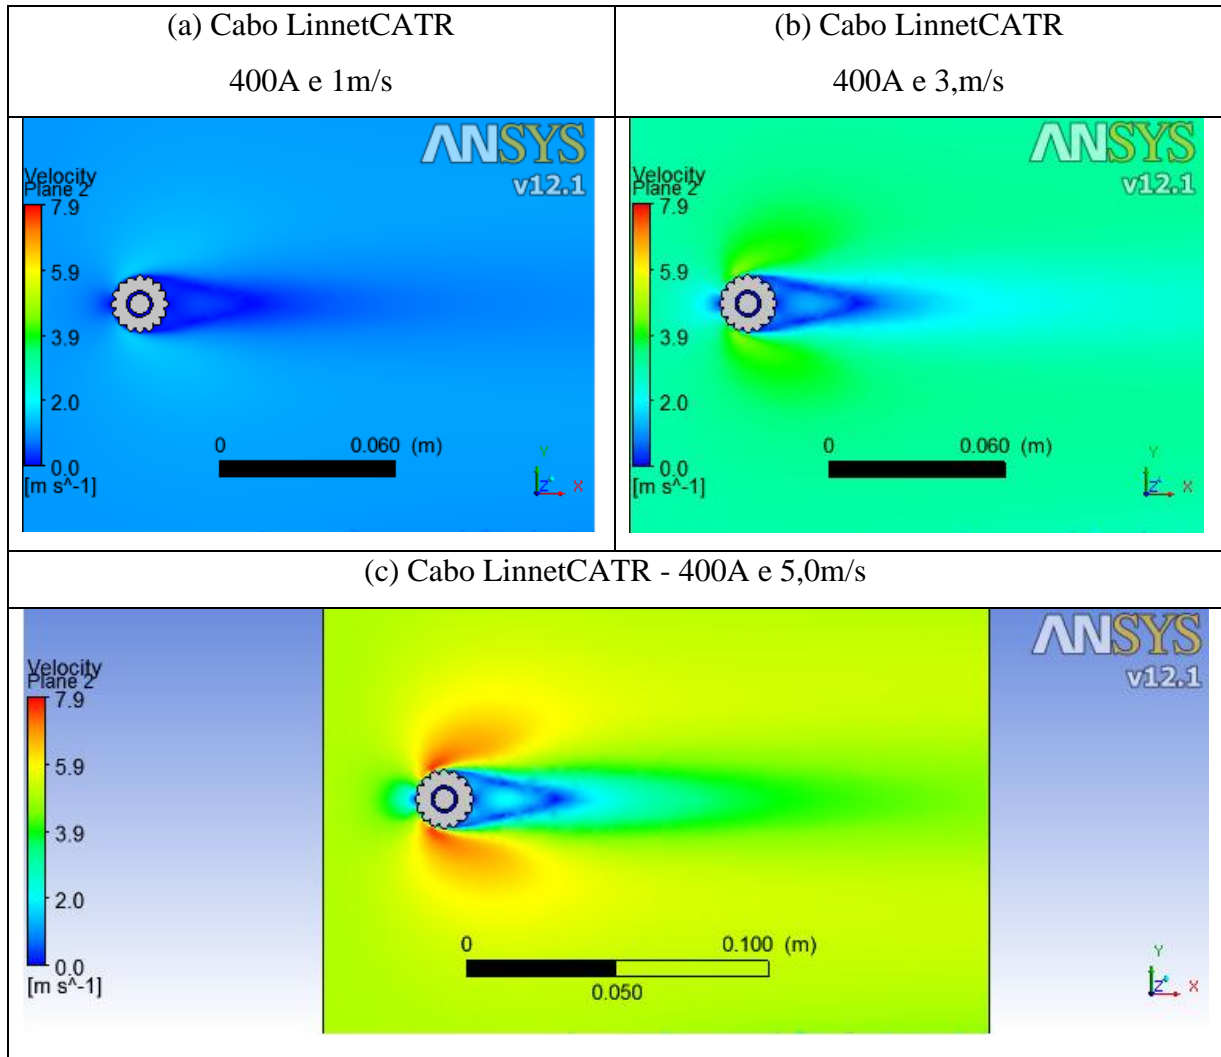 (a) Cabo LinnetCATR
400A e 1m/s
(b) Cabo LinnetCATR
400A e 3,m/s
ANSYS
v12.1
Velocity
Plane 2
7.9
5.9
3.9
2.0
0.0
[m s^-1]
0 0.060 (m)
Y
Z X
ANSYS
v12.1
Velocity
Plane 2
7.9
5.9
3.9
2.0
0.0
[m s^-1]
0 0.060 (m)
Y
Z X
(c) Cabo LinnetCATR - 400A e 5,0m/s
ANSYS
v12.1
Velocity
Plane 2
7.9
5.9
3.9
2.0
0.0
[m s^-1]
0 0.100 (m)
0.050
Y
Z X